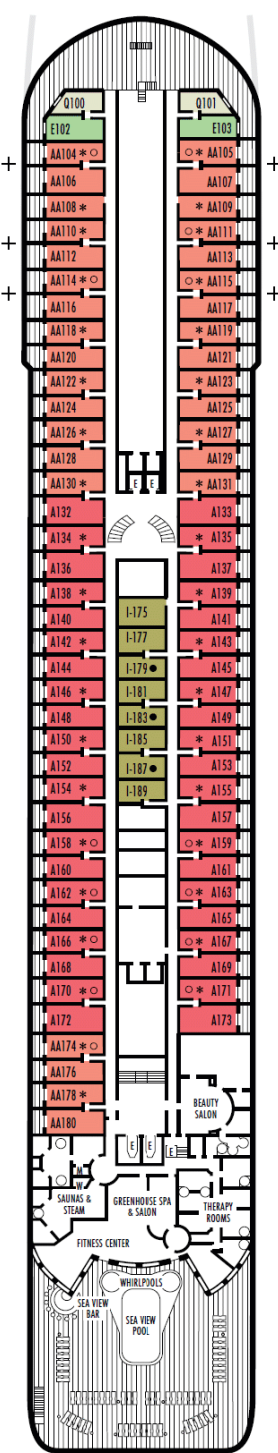 Q100 Q101
E102 E103
AA104 * ○ ○ * AA105
AA106 AA107
AA108 * * AA109
AA110 * ○ * AA111
AA112 AA113
AA114 * ○ ○ * AA115
AA116 AA117
AA118 * * AA119
AA120 AA121
AA122 * * AA123
AA124 AA125
AA126 * * AA127
AA128 AA129
AA130 * E E * AA131
A132 A133
A134 * * A135
A136 A137
A138 * * A139
I-175
A140 A141
I-177
A142 * * A143
A144 I-179 ● A145
A146 * I-181 * A147
A148 I-183 ● A149
A150 * I-185 * A151
A152 I-187 ● A153
A154 * I-189 * A155
A156 A157
A158 * ○ ○ * A159
A160 A161
A162 * ○ ○ * A163
A164 A165
A166 * ○ ○ * A167
A168 A169
A170 * ○ ○ * A171
A172 A173
AA174 * ○
AA176
AA178 *
BEAUTY
SALON
AA180
E E E
M
W
SAUNAS &
STEAM
GREENHOUSE SPA
& SALON
THERAPY
ROOMS
FITNESS CENTER
WHIRLPOOLS
SEA VIEW
BAR
SEA VIEW
POOL